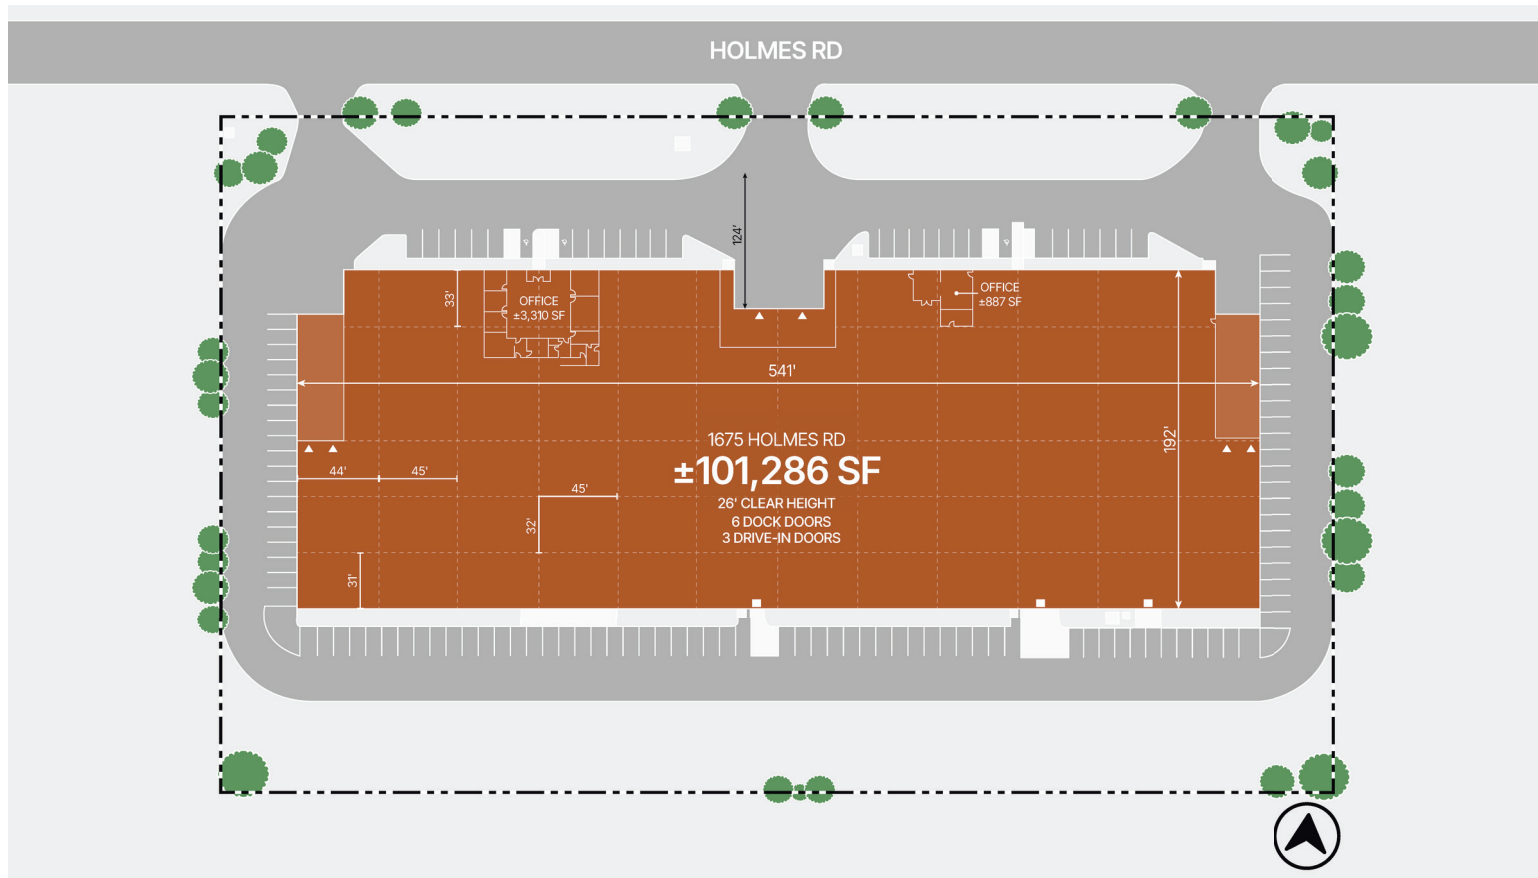 HOLMES RD
124'
33'
OFFICE
±3,310 SF
OFFICE
±887 SF
541'
192'
1675 HOLMES RD
±101,286 SF
26' CLEAR HEIGHT
6 DOCK DOORS
3 DRIVE-IN DOORS
44'
45'
45'
32'
31'